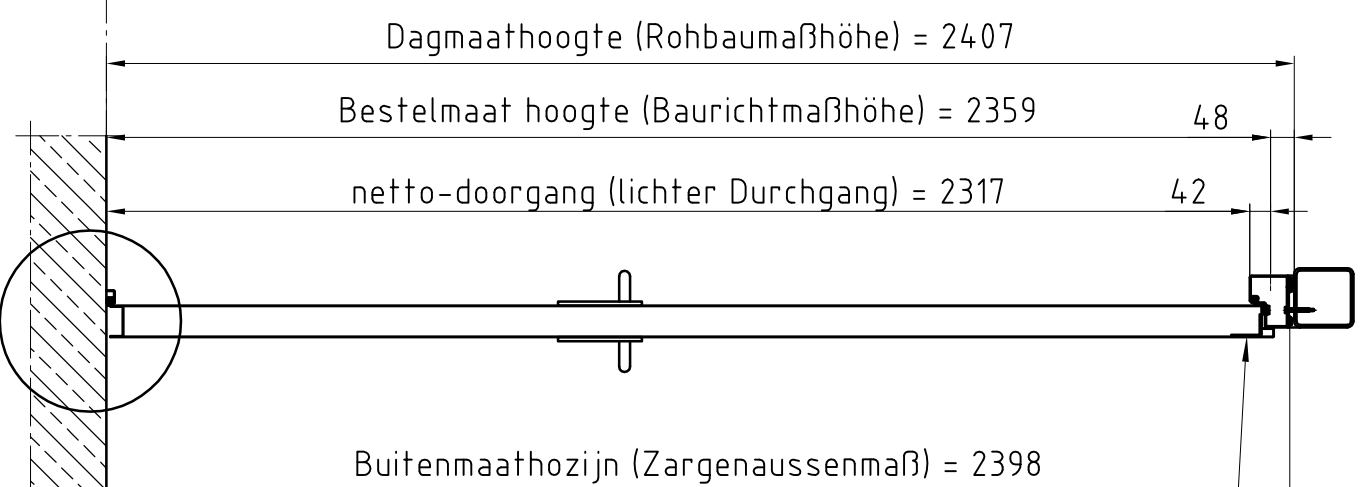 Dagmaathoogte (Rohbaumaßhöhe) = 2407
Bestelmaat hoogte (Baurichtmaßhöhe) = 2359
48
netto-doorgang (lichter Durchgang) = 2317
42
Buitenmaathozijn (Zargenaussenmaß) = 2398